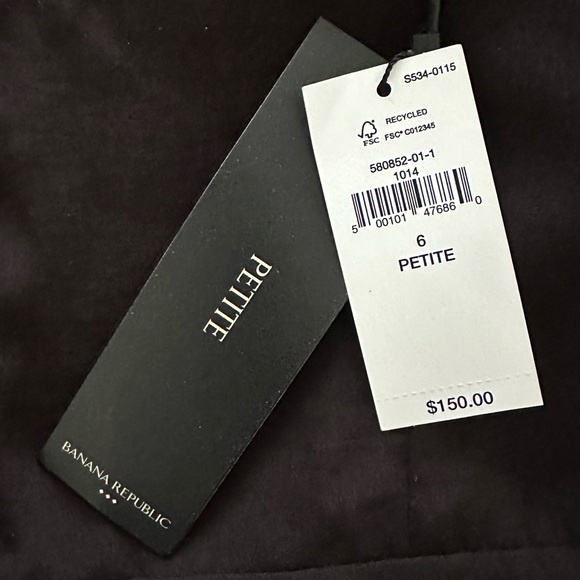 PETITE
BANANA REPUBLIC
S534-0115
RECYCLED
FSC
FSC® C012345
580852-01-1
1014
5 00101 47686 0
6
PETITE
$150.00